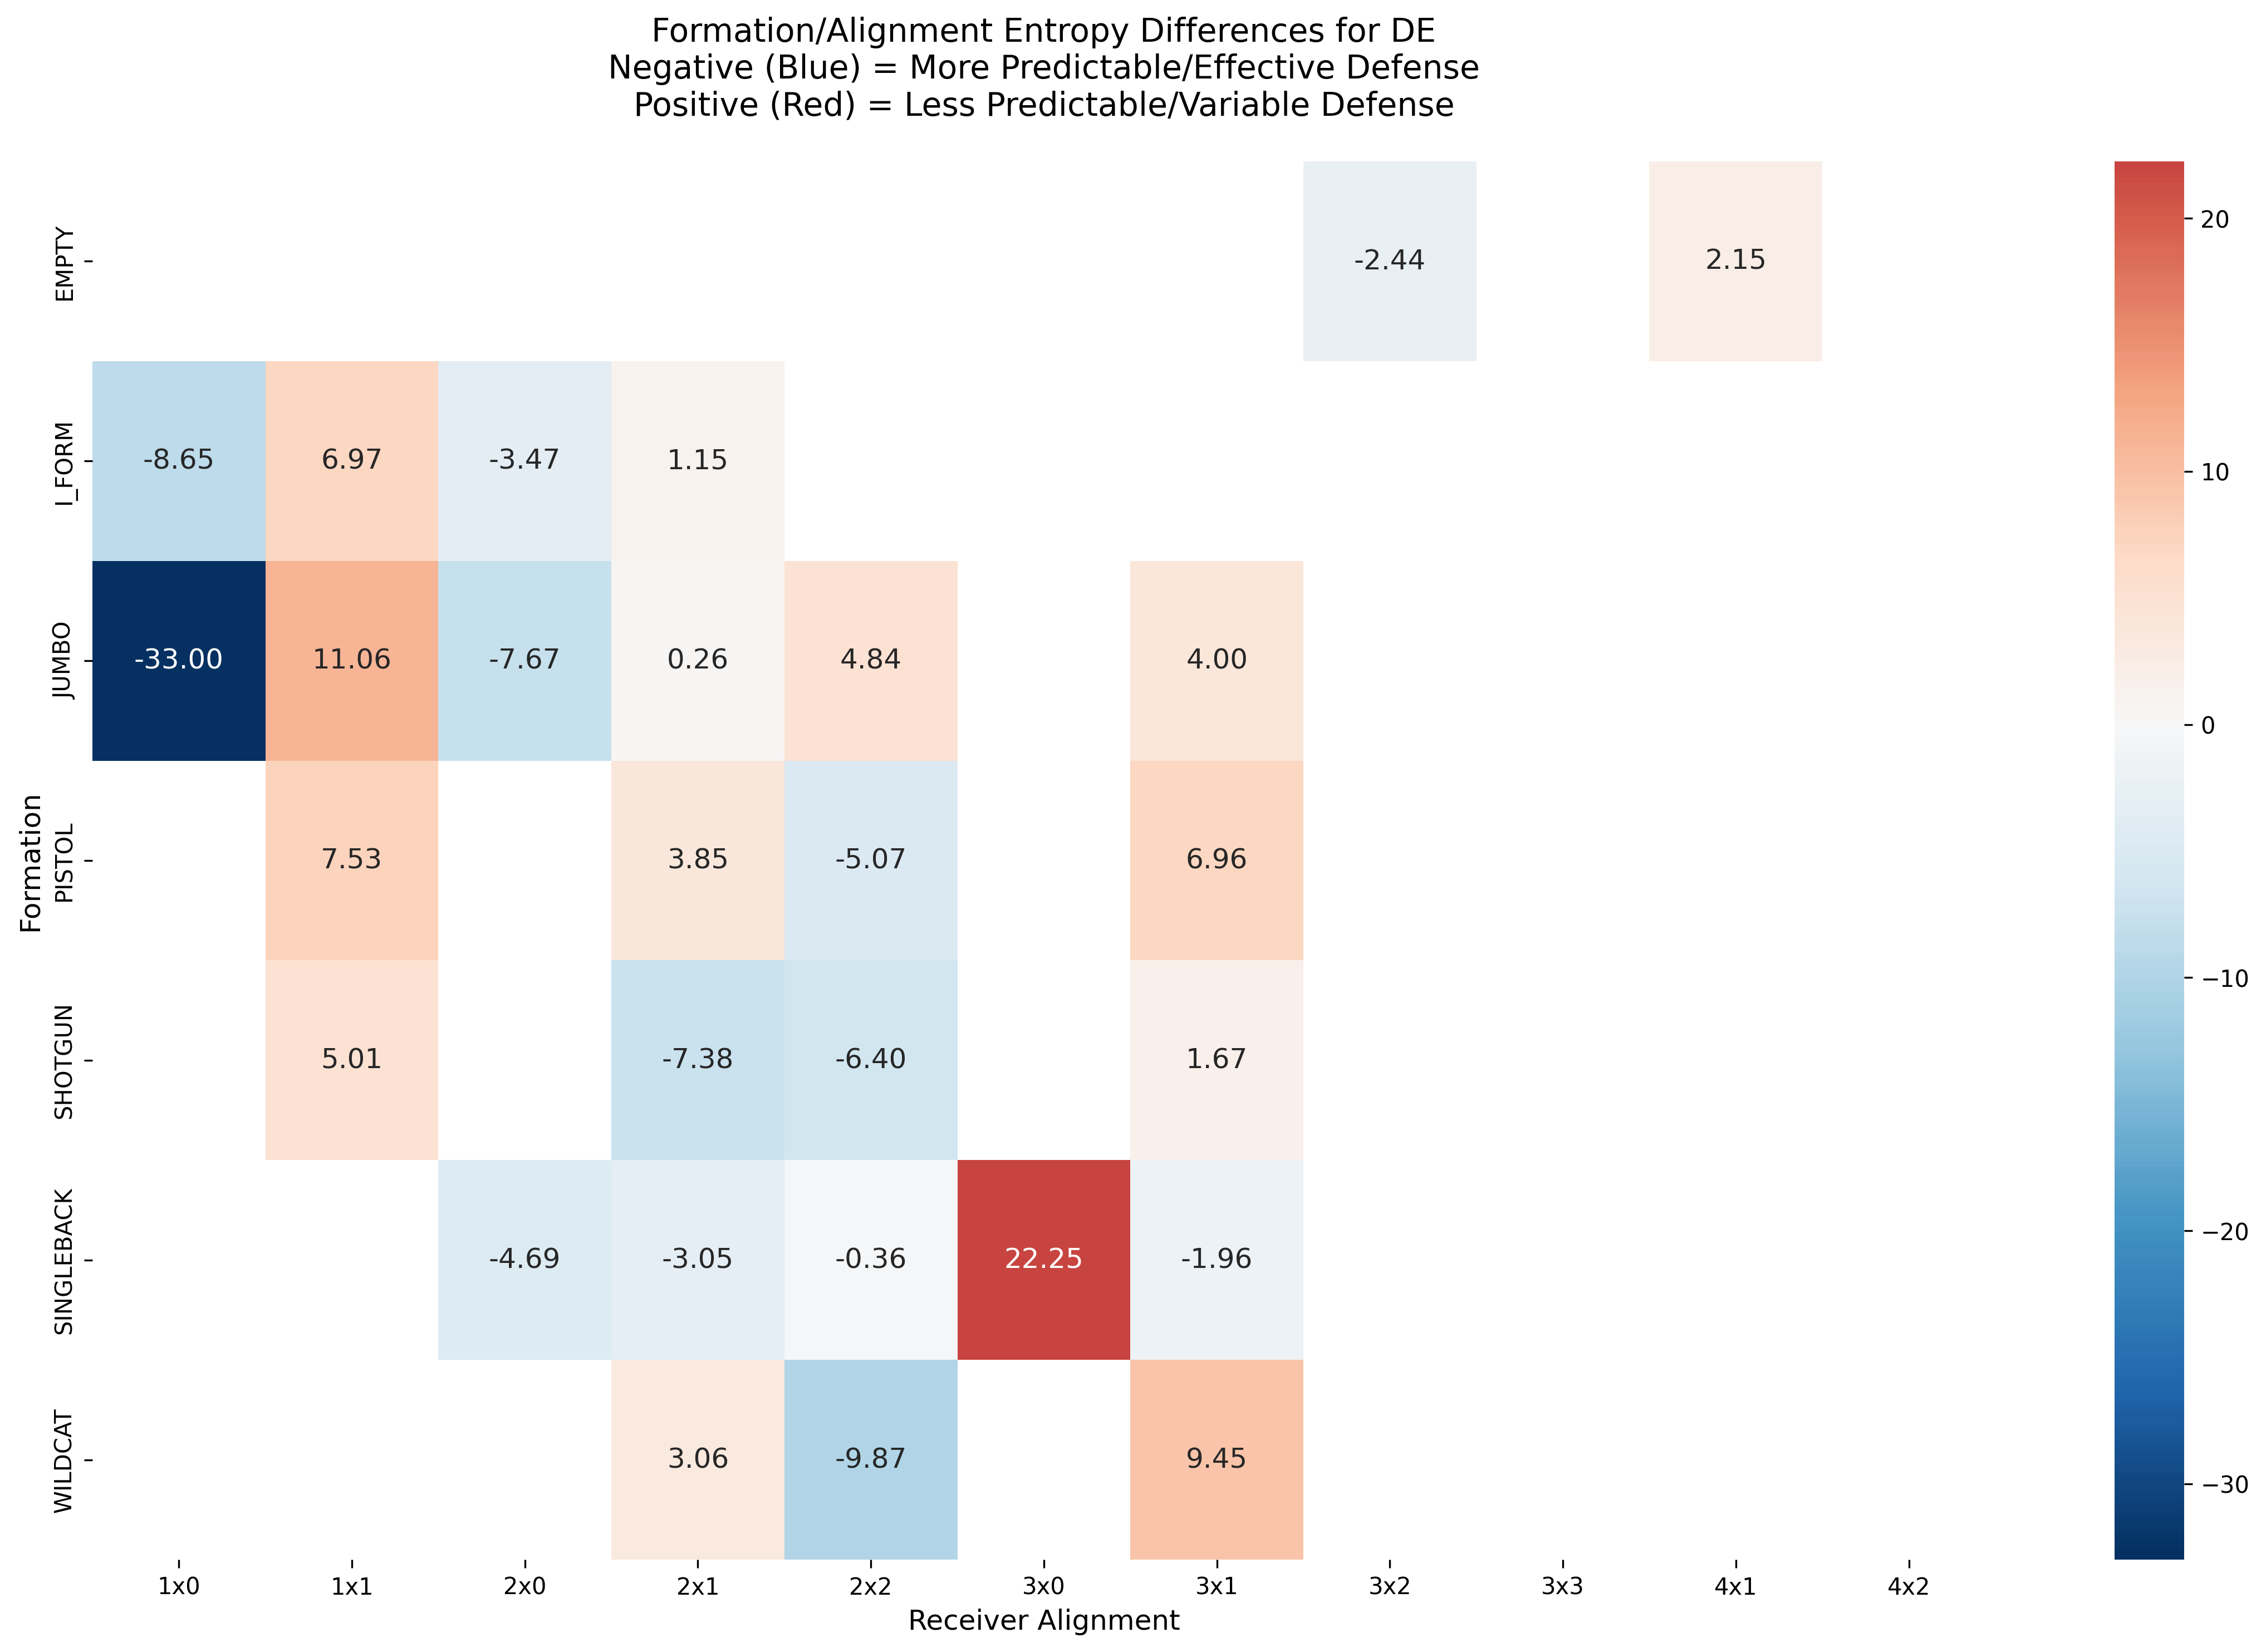 Formation/Alignment Entropy Differences for DE
Negative (Blue) = More Predictable/Effective Defense
Positive (Red) = Less Predictable/Variable Defense
Formation
EMPTY
-2.44
2.15
I_FORM
-8.65
6.97
-3.47
1.15
JUMBO
-33.00
11.06
-7.67
0.26
4.84
4.00
PISTOL
7.53
3.85
-5.07
6.96
SHOTGUN
5.01
-7.38
-6.40
1.67
SINGLEBACK
-4.69
-3.05
-0.36
22.25
-1.96
WILDCAT
3.06
-9.87
9.45
1x0
1x1
2x0
2x1
2x2
3x0
3x1
3x2
3x3
4x1
4x2
Receiver Alignment
20
10
0
−10
−20
−30